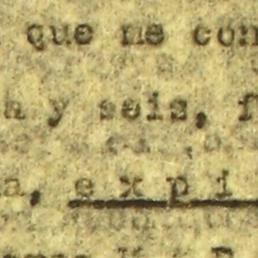 que me con
a y seis, f
a, e x p i